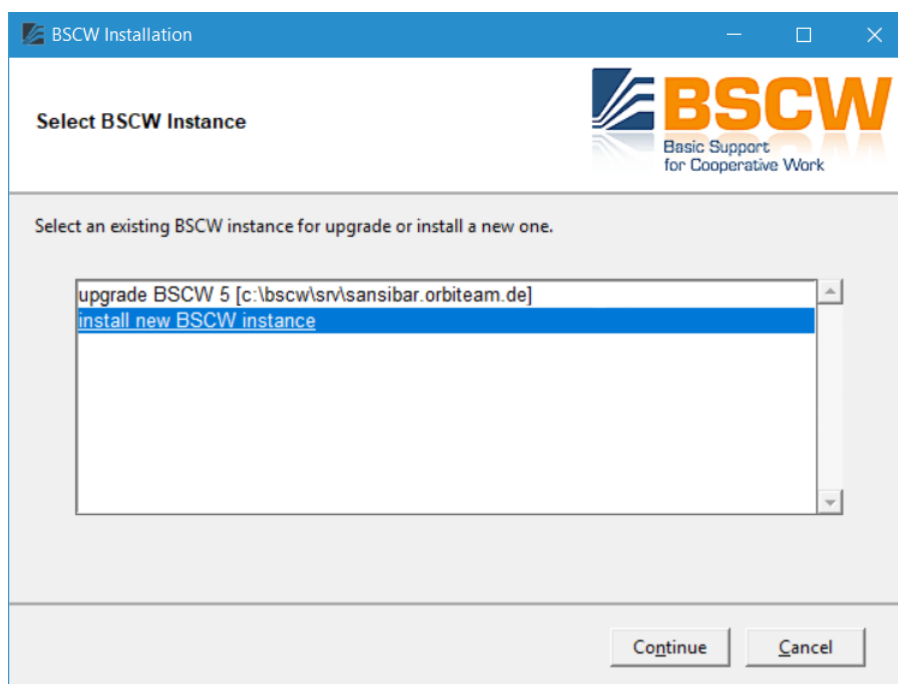 BSCW Installation
Select BSCW Instance
BSCW
Basic Support
for Cooperative Work
Select an existing BSCW instance for upgrade or install a new one.
upgrade BSCW 5 [c:\bscw\srv\sansibar.orbiteam.de]
install new BSCW instance
Continue Cancel